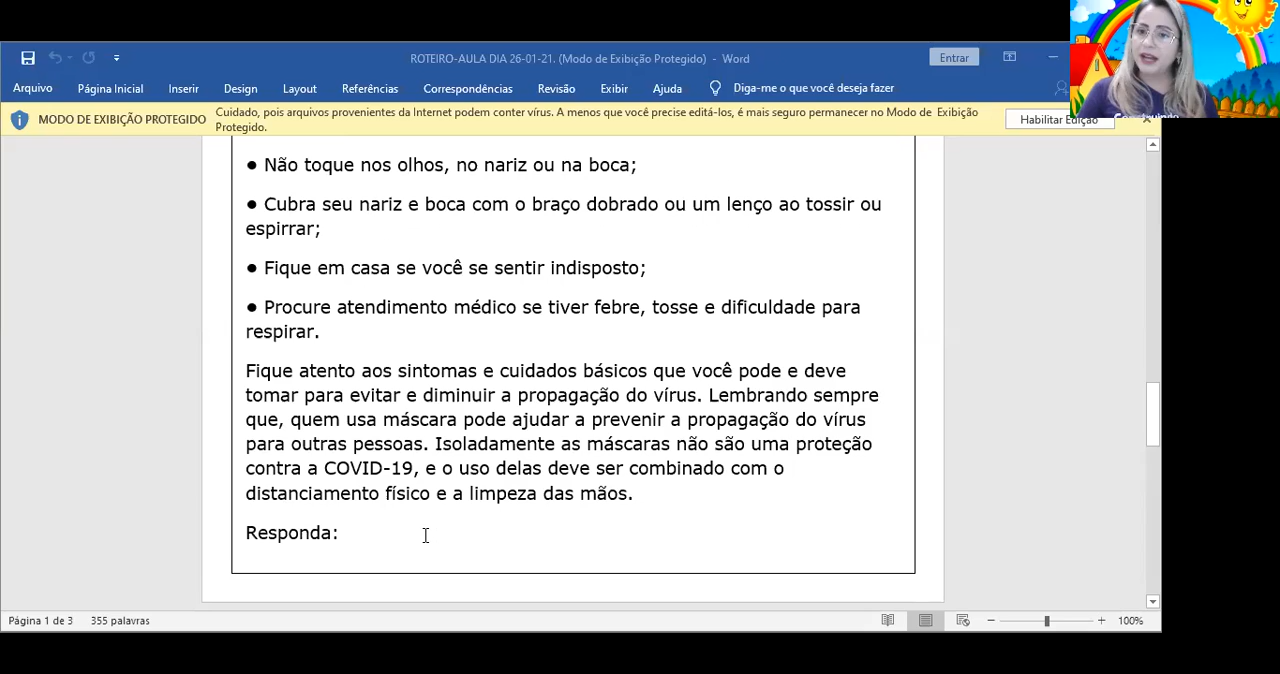 ROTEIRO-AULA DIA 26-01-21. (Modo de Exibição Protegido) - Word
Entrar
Arquivo Página Inicial Inserir Design Layout Referências Correspondências Revisão Exibir Ajuda Diga-me o que você deseja fazer
MODO DE EXIBIÇÃO PROTEGIDO Cuidado, pois arquivos provenientes da Internet podem conter vírus. A menos que você precise editá-los, é mais seguro permanecer no Modo de Exibição
Protegido.
Habilitar Edição
● Não toque nos olhos, no nariz ou na boca;
● Cubra seu nariz e boca com o braço dobrado ou um lenço ao tossir ou
espirrar;
● Fique em casa se você se sentir indisposto;
● Procure atendimento médico se tiver febre, tosse e dificuldade para
respirar.
Fique atento aos sintomas e cuidados básicos que você pode e deve
tomar para evitar e diminuir a propagação do vírus. Lembrando sempre
que, quem usa máscara pode ajudar a prevenir a propagação do vírus
para outras pessoas. Isoladamente as máscaras não são uma proteção
contra a COVID-19, e o uso delas deve ser combinado com o
distanciamento físico e a limpeza das mãos.
Responda:
Página 1 de 3 355 palavras
100%